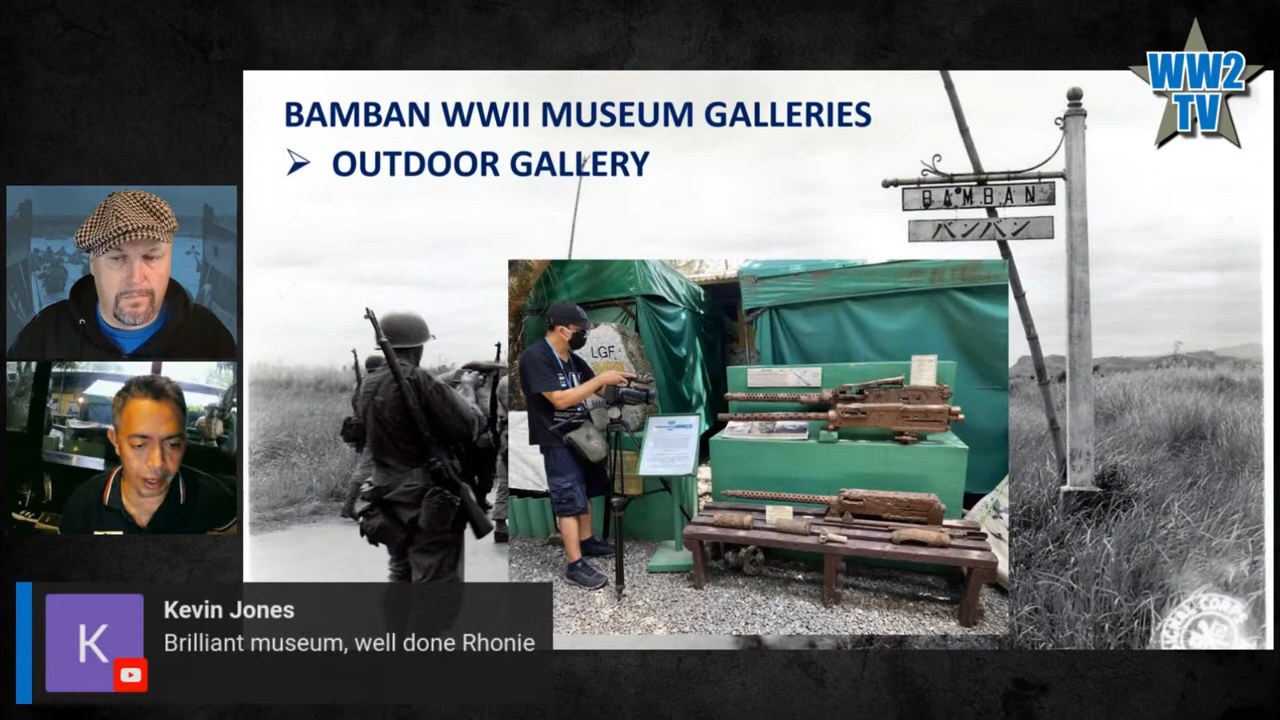 WW2
TV
BAMBAN WWII MUSEUM GALLERIES
➢ OUTDOOR GALLERY
BAMBAN
バンバン
LGF
K
Kevin Jones
Brilliant museum, well done Rhonie